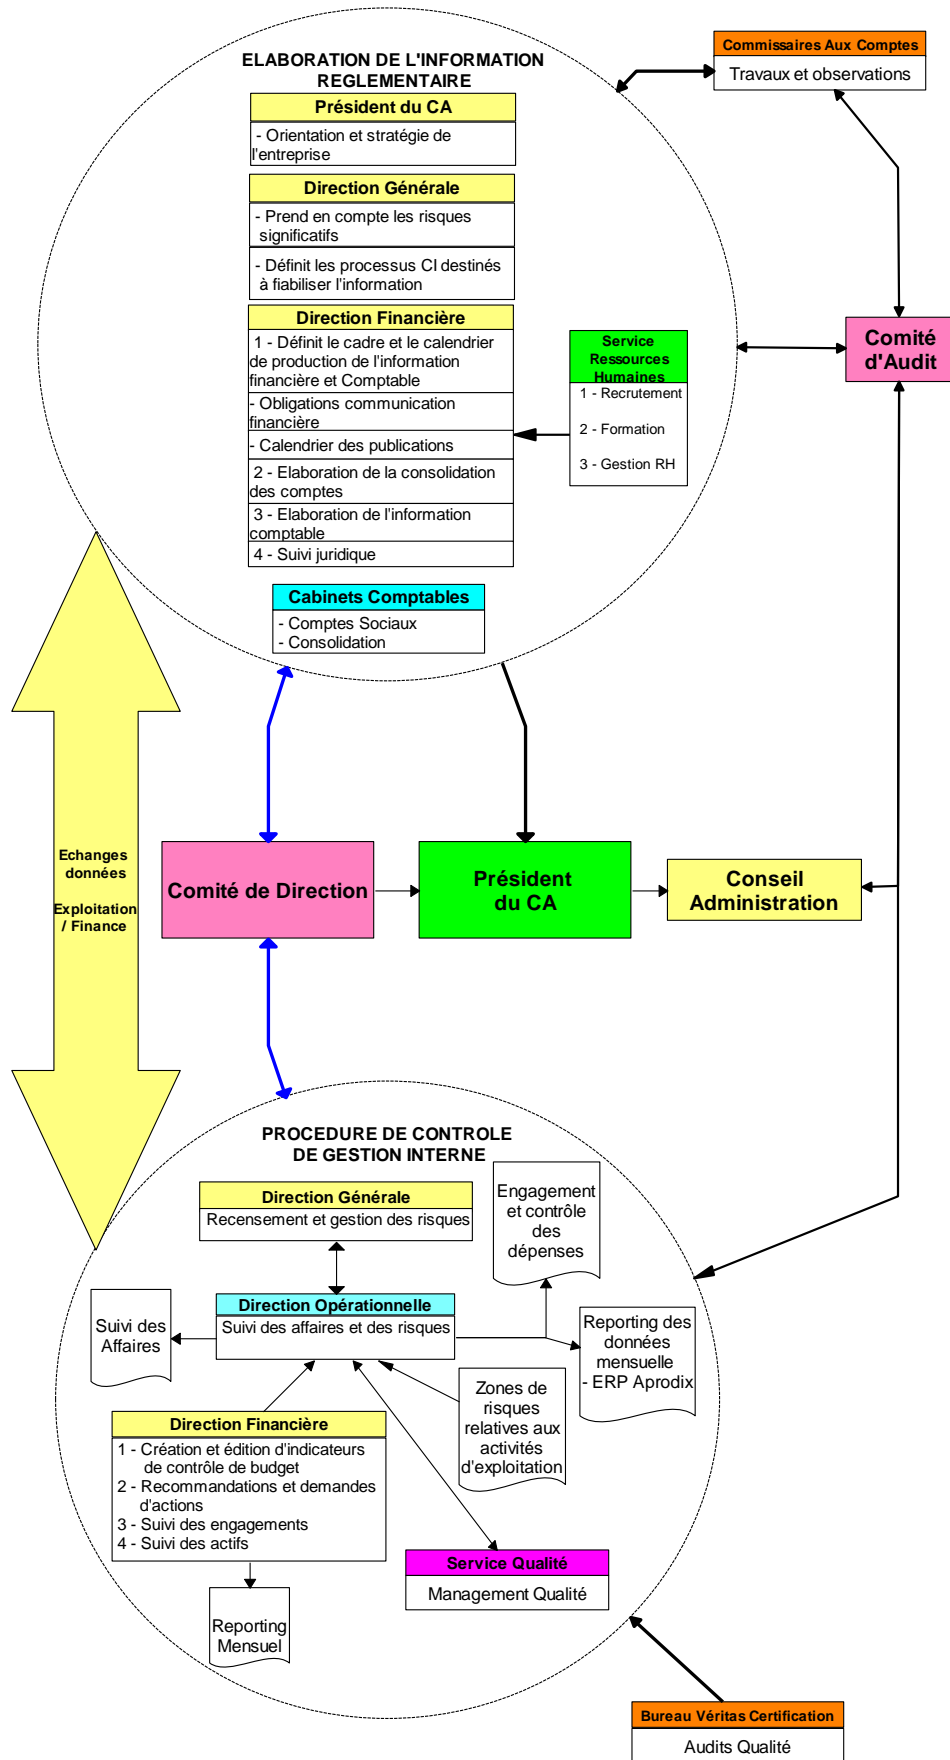 ELABORATION DE L'INFORMATION
REGLEMENTAIRE
Président du CA
- Orientation et stratégie de
l'entreprise
Direction Générale
- Prend en compte les risques
significatifs
- Définit les processus CI destinés
à fiabiliser l'information
Direction Financière
1 - Définit le cadre et le calendrier
de production de l'information
financière et Comptable
- Obligations communication
financière
- Calendrier des publications
2 - Elaboration de la consolidation
des comptes
3 - Elaboration de l'information
comptable
4 - Suivi juridique
Service
Ressources
Humaines
1 - Recrutement
2 - Formation
3 - Gestion RH
Cabinets Comptables
- Comptes Sociaux
- Consolidation
Commissaires Aux Comptes
Travaux et observations
Comité
d'Audit
Echanges
données
Exploitation
/ Finance
Comité de Direction
Président
du CA
Conseil
Administration
PROCEDURE DE CONTROLE
DE GESTION INTERNE
Direction Générale
Recensement et gestion des risques
Engagement
et contrôle
des
dépenses
Direction Opérationnelle
Suivi des affaires et des risques
Suivi des
Affaires
Reporting des
données
mensuelle
- ERP Aprodix
Zones de
risques
relatives aux
activités
d'exploitation
Direction Financière
1 - Création et édition d'indicateurs
de contrôle de budget
2 - Recommandations et demandes
d'actions
3 - Suivi des engagements
4 - Suivi des actifs
Service Qualité
Management Qualité
Reporting
Mensuel
Bureau Véritas Certification
Audits Qualité